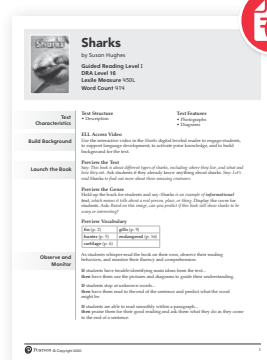 Sharks
Sharks
by Susan Hughes
Guided Reading Level I
DRA Level 16
Lexile Measure 450L
Word Count 474
Text
Characteristics
Text Structure
• Description
Text Features
• Photographs
• Diagrams
Build Background
ELL Access Video
Use the interactive video in the Sharks digital leveled reader to engage students,
to support language development, to activate prior knowledge, and to build
background for the text.
Launch the Book
Preview the Text
Say: This book is about different types of sharks, including where they live, and what and
how they eat. Ask students if they already know anything about sharks. Say: Let's
read Sharks to find out more about these amazing creatures.
Preview the Genre
Hold up the book for students and say: Sharks is an example of informational
text, which means it tells about a real person, place, or thing. Display the cover for
students. Ask: Based on this image, can you predict if this book will show sharks to be
scary or interesting?
Preview Vocabulary
fin (p. 2) gills (p. 9)
hunter (p. 5) endangered (p. 16)
cartilage (p. 6)
Observe and
Monitor
As students whisper-read the book on their own, observe their reading
behaviors, and monitor their fluency and comprehension.
If students have trouble identifying main ideas from the text...
then have them use the pictures and diagrams to guide their understanding.
If students stop at unknown words...
then have them read to the end of the sentence and predict what the word
might be.
If students are able to read smoothly within a paragraph...
then praise them for their good reading and ask them what they do as they come
to the end of a sentence.
Pearson © Copyright 2020
1